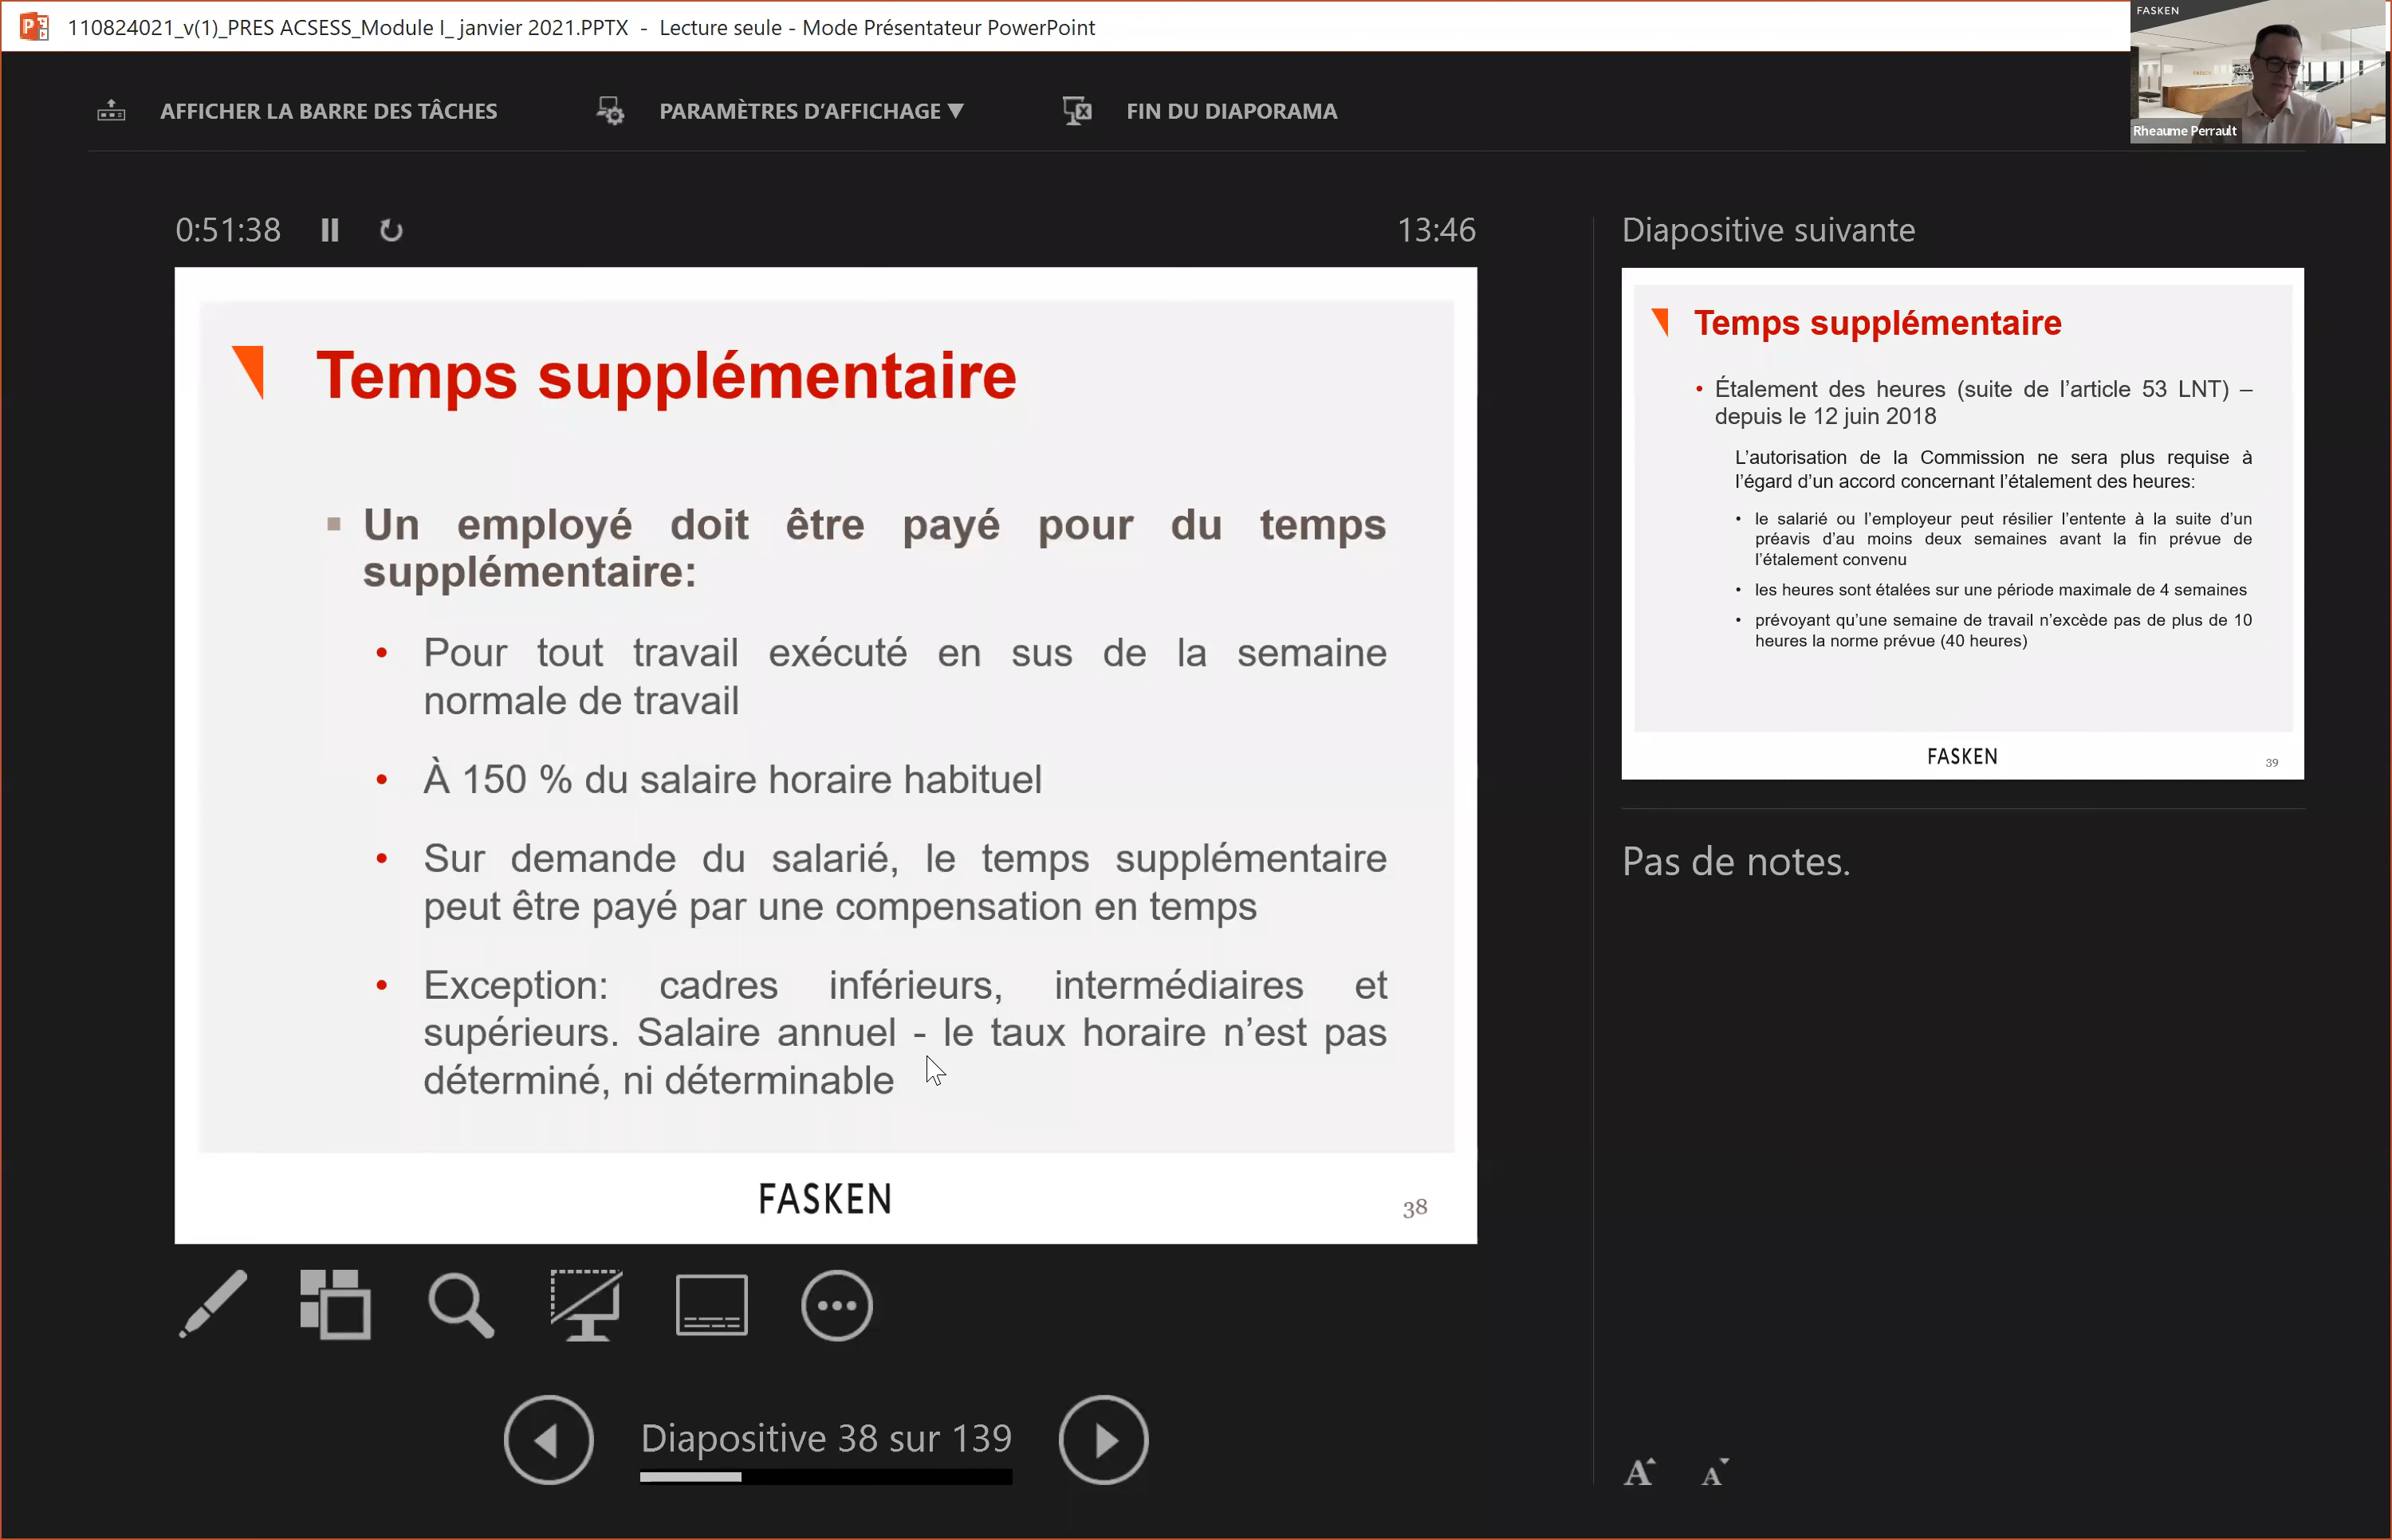 110824021_v(1)_PRES ACSESS_Module I_ janvier 2021.PPTX  -  Lecture seule - Mode Présentateur PowerPoint
FASKEN
Rheaume Perrault
AFFICHER LA BARRE DES TÂCHES
PARAMÈTRES D'AFFICHAGE ▼
FIN DU DIAPORAMA
0:51:38
13:46
Temps supplémentaire
Un employé doit être payé pour du temps
supplémentaire:
• Pour tout travail exécuté en sus de la semaine
normale de travail
• À 150 % du salaire horaire habituel
• Sur demande du salarié, le temps supplémentaire
peut être payé par une compensation en temps
• Exception: cadres inférieurs, intermédiaires et
supérieurs. Salaire annuel - le taux horaire n'est pas
déterminé, ni déterminable
FASKEN
38
Diapositive 38 sur 139
Diapositive suivante
Temps supplémentaire
• Étalement des heures (suite de l'article 53 LNT) –
depuis le 12 juin 2018
L'autorisation de la Commission ne sera plus requise à
l'égard d'un accord concernant l'étalement des heures:
• le salarié ou l'employeur peut résilier l'entente à la suite d'un
préavis d'au moins deux semaines avant la fin prévue de
l'étalement convenu
• les heures sont étalées sur une période maximale de 4 semaines
• prévoyant qu'une semaine de travail n'excède pas de plus de 10
heures la norme prévue (40 heures)
FASKEN
39
Pas de notes.
A A